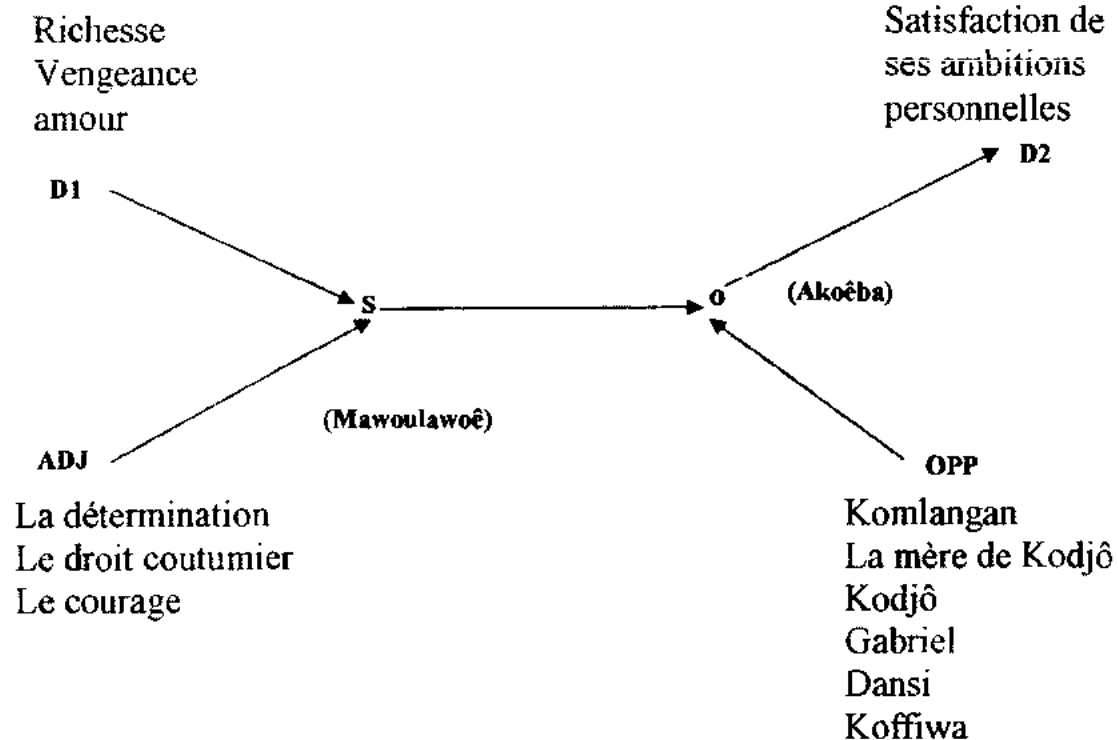 Richesse
Vengeance
amour
D1
Satisfaction de
ses ambitions
personnelles
D2
S
o
(Akoêba)
(Mawoulawoê)
ADJ
La détermination
Le droit coutumier
Le courage
OPP
Komlangan
La mère de Kodjô
Kodjô
Gabriel
Dansi
Koffiwa